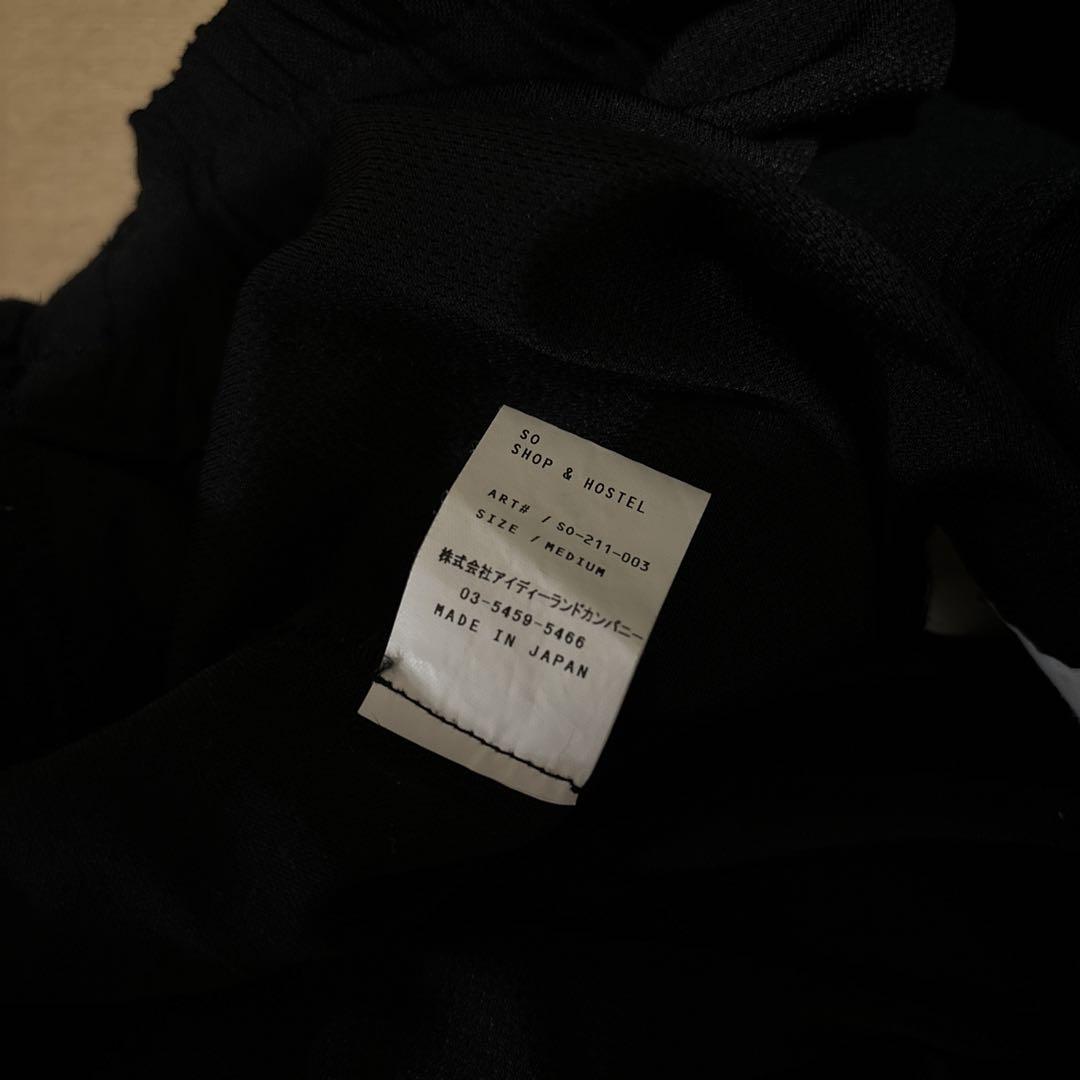 SO
SHOP & HOSTEL
ART# / SO-211-003
SIZE / MEDIUM
株式会社アイディーランドカンパニー
03-5459-5466
MADE IN JAPAN